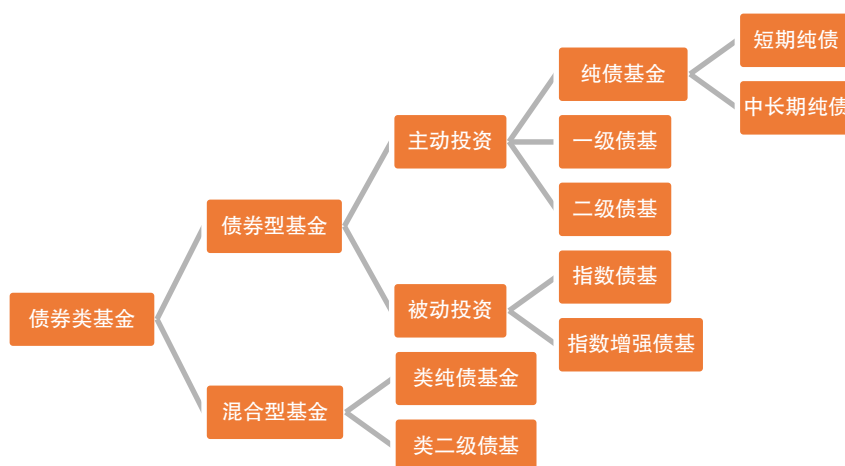 短期纯债
纯债基金
中长期纯债
主动投资
一级债基
二级债基
债券型基金
指数债基
债券类基金
被动投资
指数增强债基
类纯债基金
混合型基金
类二级债基